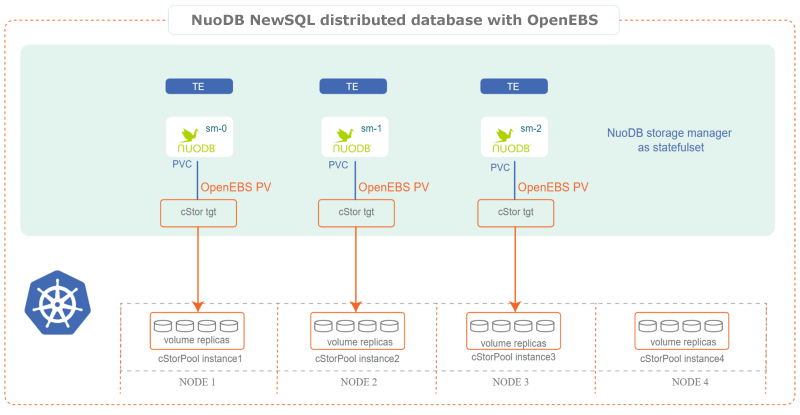 NuoDB NewSQL distributed database with OpenEBS
TE
TE
TE
sm-0
NUODB
sm-1
NUODB
sm-2
NUODB
NuoDB storage manager
as statefulset
PVC
PVC
PVC
OpenEBS PV
OpenEBS PV
OpenEBS PV
cStor tgt
cStor tgt
cStor tgt
volume replicas
volume replicas
volume replicas
volume replicas
cStorPool instance1
cStorPool instance2
cStorPool instance3
cStorPool instance4
NODE 1
NODE 2
NODE 3
NODE 4